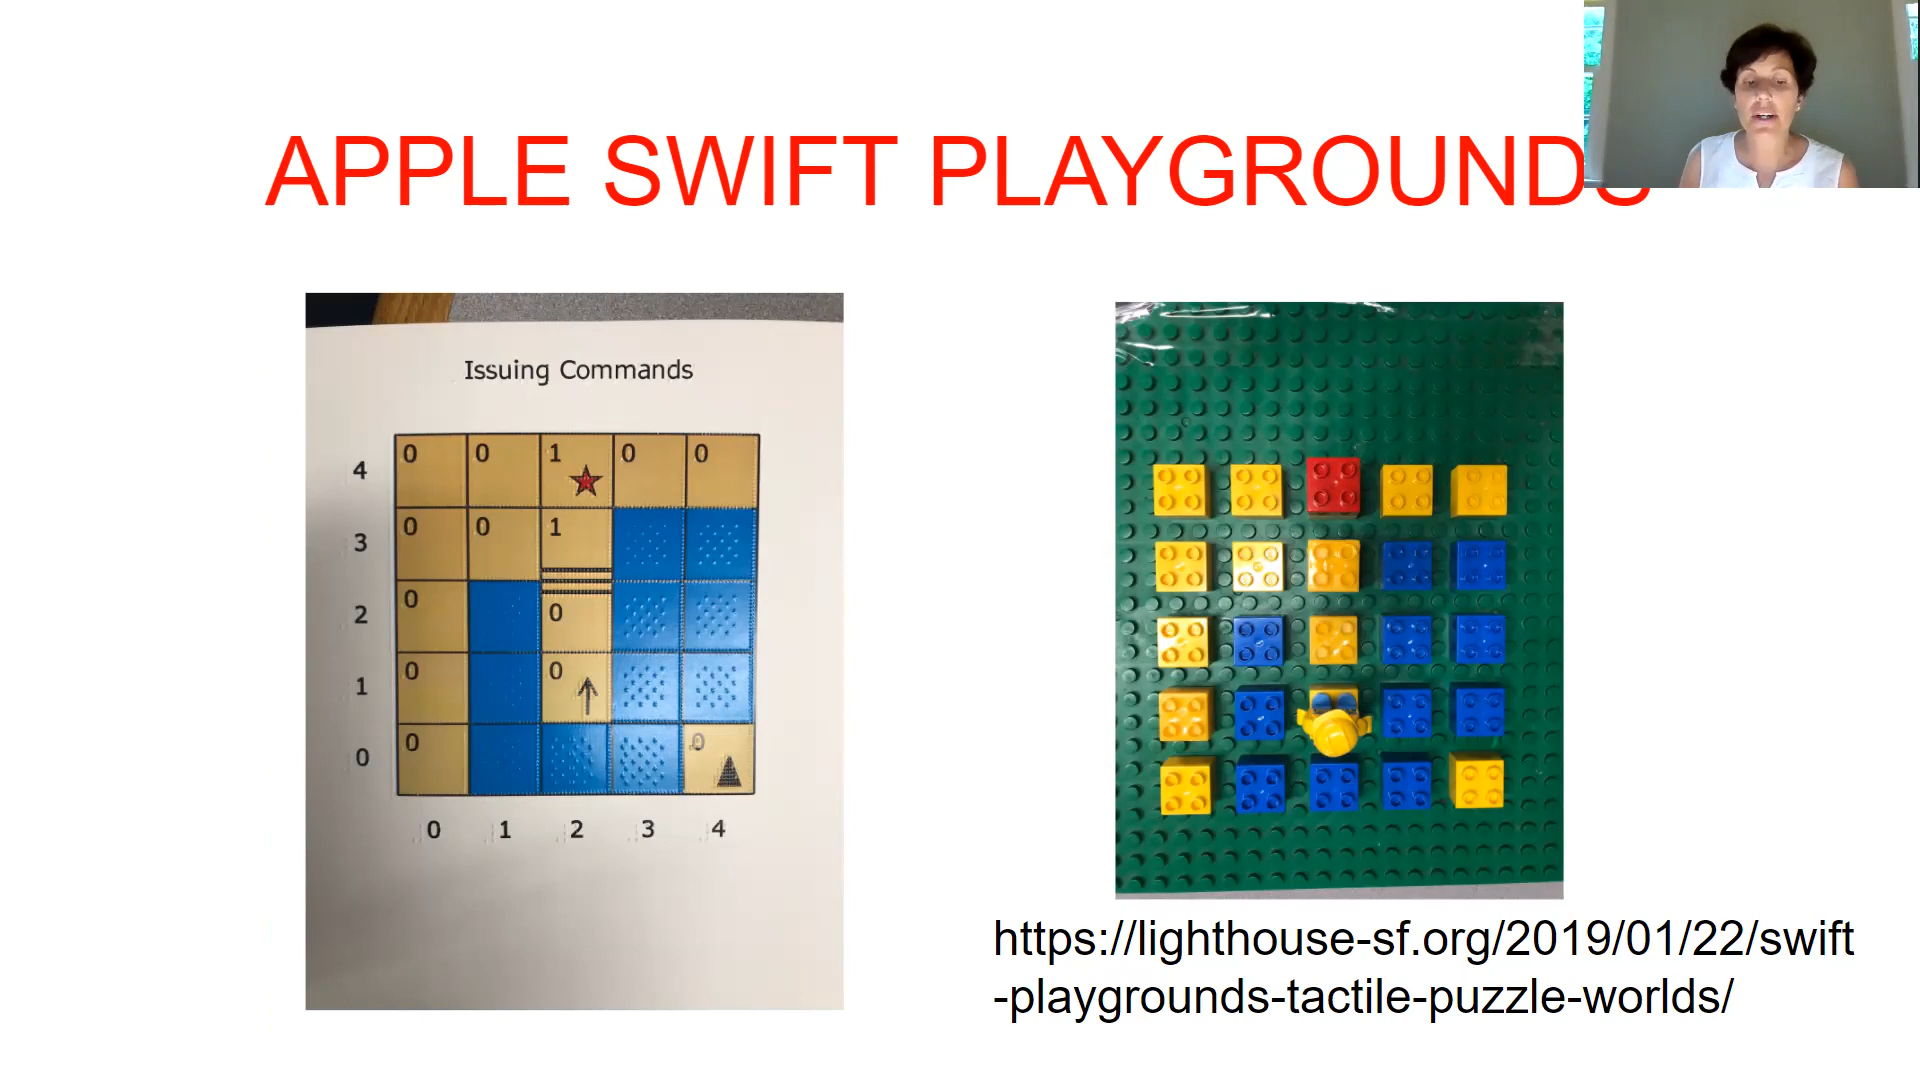 APPLE SWIFT PLAYGROUNDS
Issuing Commands
4 0 0 1 0 0
3 0 0 1
2 0 0
1 0 0
0 0 0
0 1 2 3 4
https://lighthouse-sf.org/2019/01/22/swift
-playgrounds-tactile-puzzle-worlds/